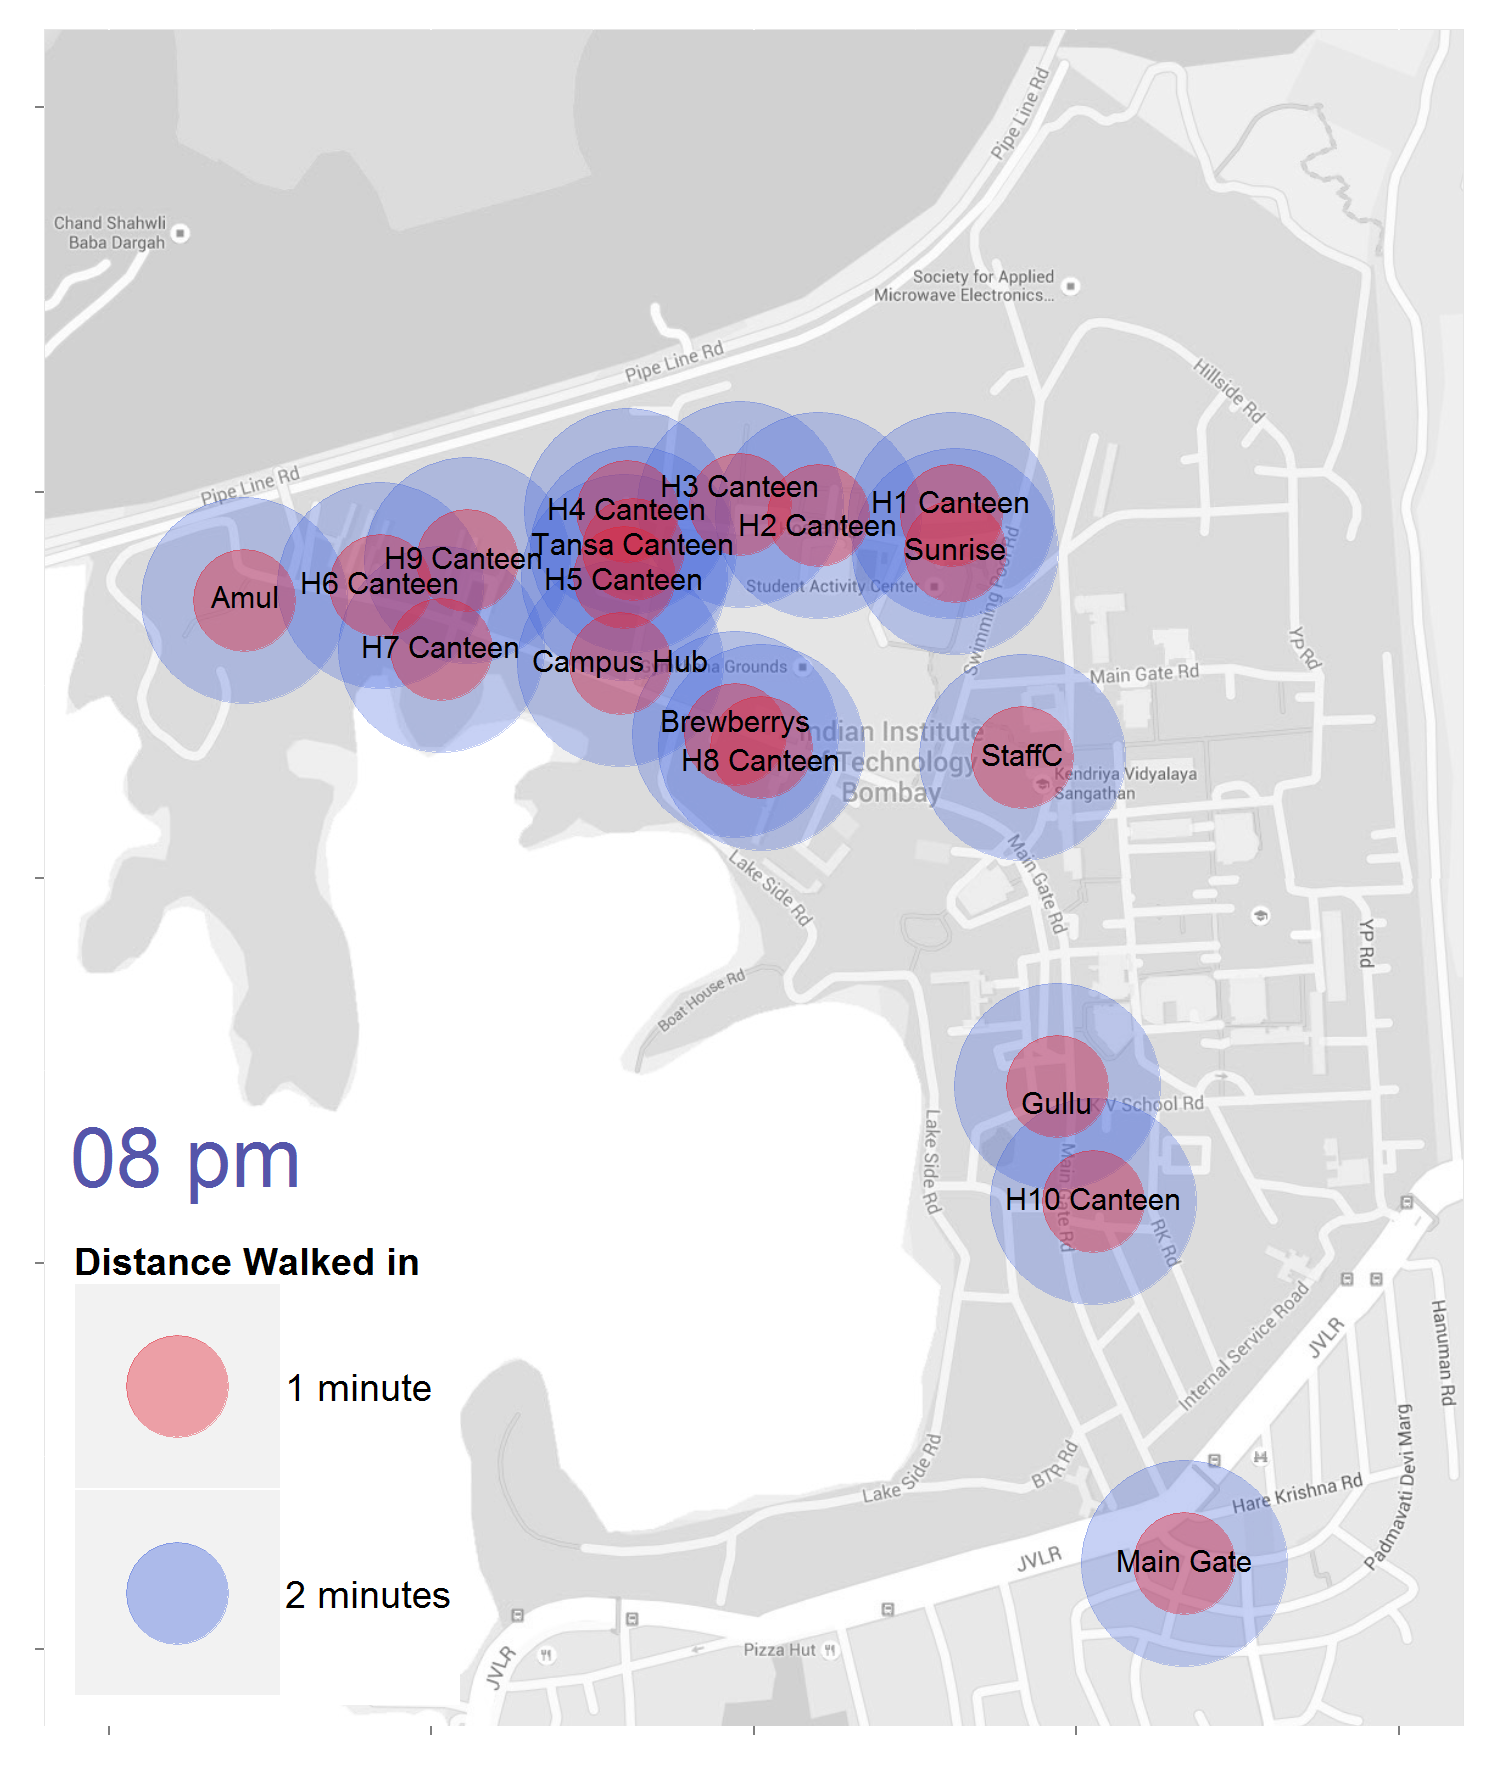 Pipe Line Rd
Chand Shahwli
Baba Dargah
Society for Applied
Microwave Electronics...
Pipe Line Rd
Hillside Rd
Pipe Line Rd
H3 Canteen
H4 Canteen
H1 Canteen
H2 Canteen
Tansa Canteen
Sunrise
H9 Canteen
H5 Canteen
H6 Canteen
Student Activity Center
Amul
Swimming Pool Rd
H7 Canteen
YP Rd
Campus Hub
Grounds
Main Gate Rd
Brewberrys
Indian Institute
of Technology
Bombay
H8 Canteen
StaffC
Kendriya Vidyalaya
Sangathan
Lake Side Rd
Main Gate Rd
YP Rd
Boat House Rd
Gullu
KV School Rd
Lake Side Rd
08 pm
H10 Canteen
Main Gate Rd
RK Rd
Distance Walked in
1 minute
2 minutes
Internal Service Road
JVLR
Hanuman Rd
Padmavati Devi Marg
Lake Side Rd
BTR Rd
Hare Krishna Rd
Main Gate
JVLR
Pizza Hut
JVLR